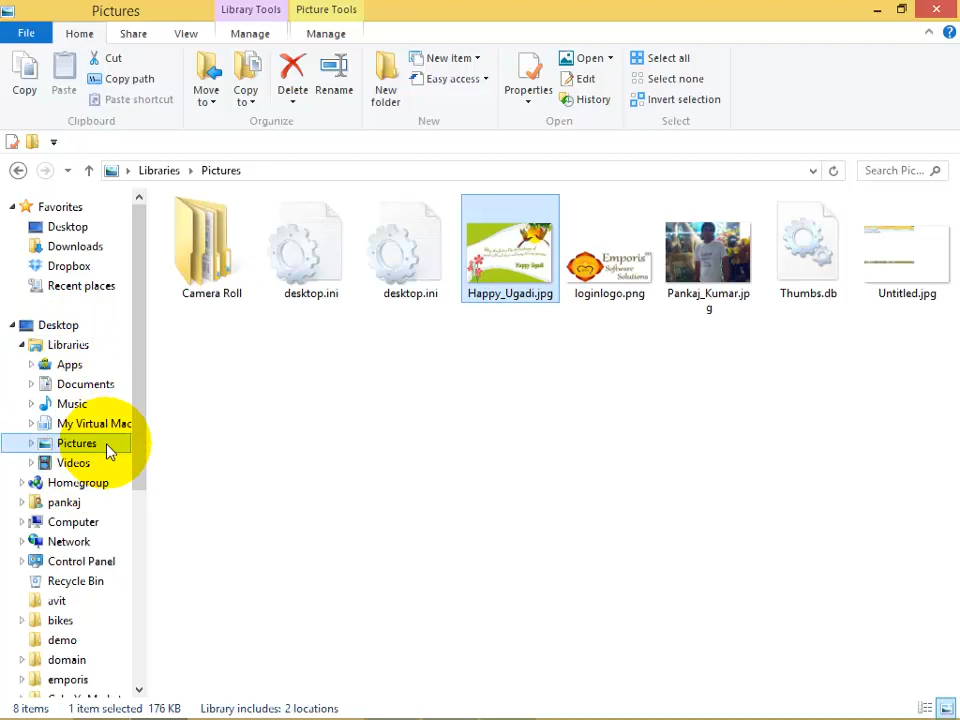 Pictures
Library Tools
Picture Tools
File
Home
Share
View
Manage
Manage
Copy
Paste
Cut
Copy path
Paste shortcut
Clipboard
Move to
Copy to
Delete
Rename
Organize
New folder
New item
Easy access
New
Properties
Open
Edit
History
Open
Select all
Select none
Invert selection
Select
Libraries
Pictures
Search Pic...
Favorites
Desktop
Downloads
Dropbox
Recent places
Desktop
Libraries
Apps
Documents
Music
My Virtual Mac
Pictures
Videos
Homegroup
pankaj
Computer
Network
Control Panel
Recycle Bin
avit
bikes
demo
domain
emporis
Camera Roll
desktop.ini
desktop.ini
Happy Ugadi
Happy_Ugadi.jpg
Emporis
Software
Solutions
loginlogo.png
Pankaj_Kumar.jp
g
Thumbs.db
Untitled.jpg
8 items
1 item selected 176 KB
Library includes: 2 locations